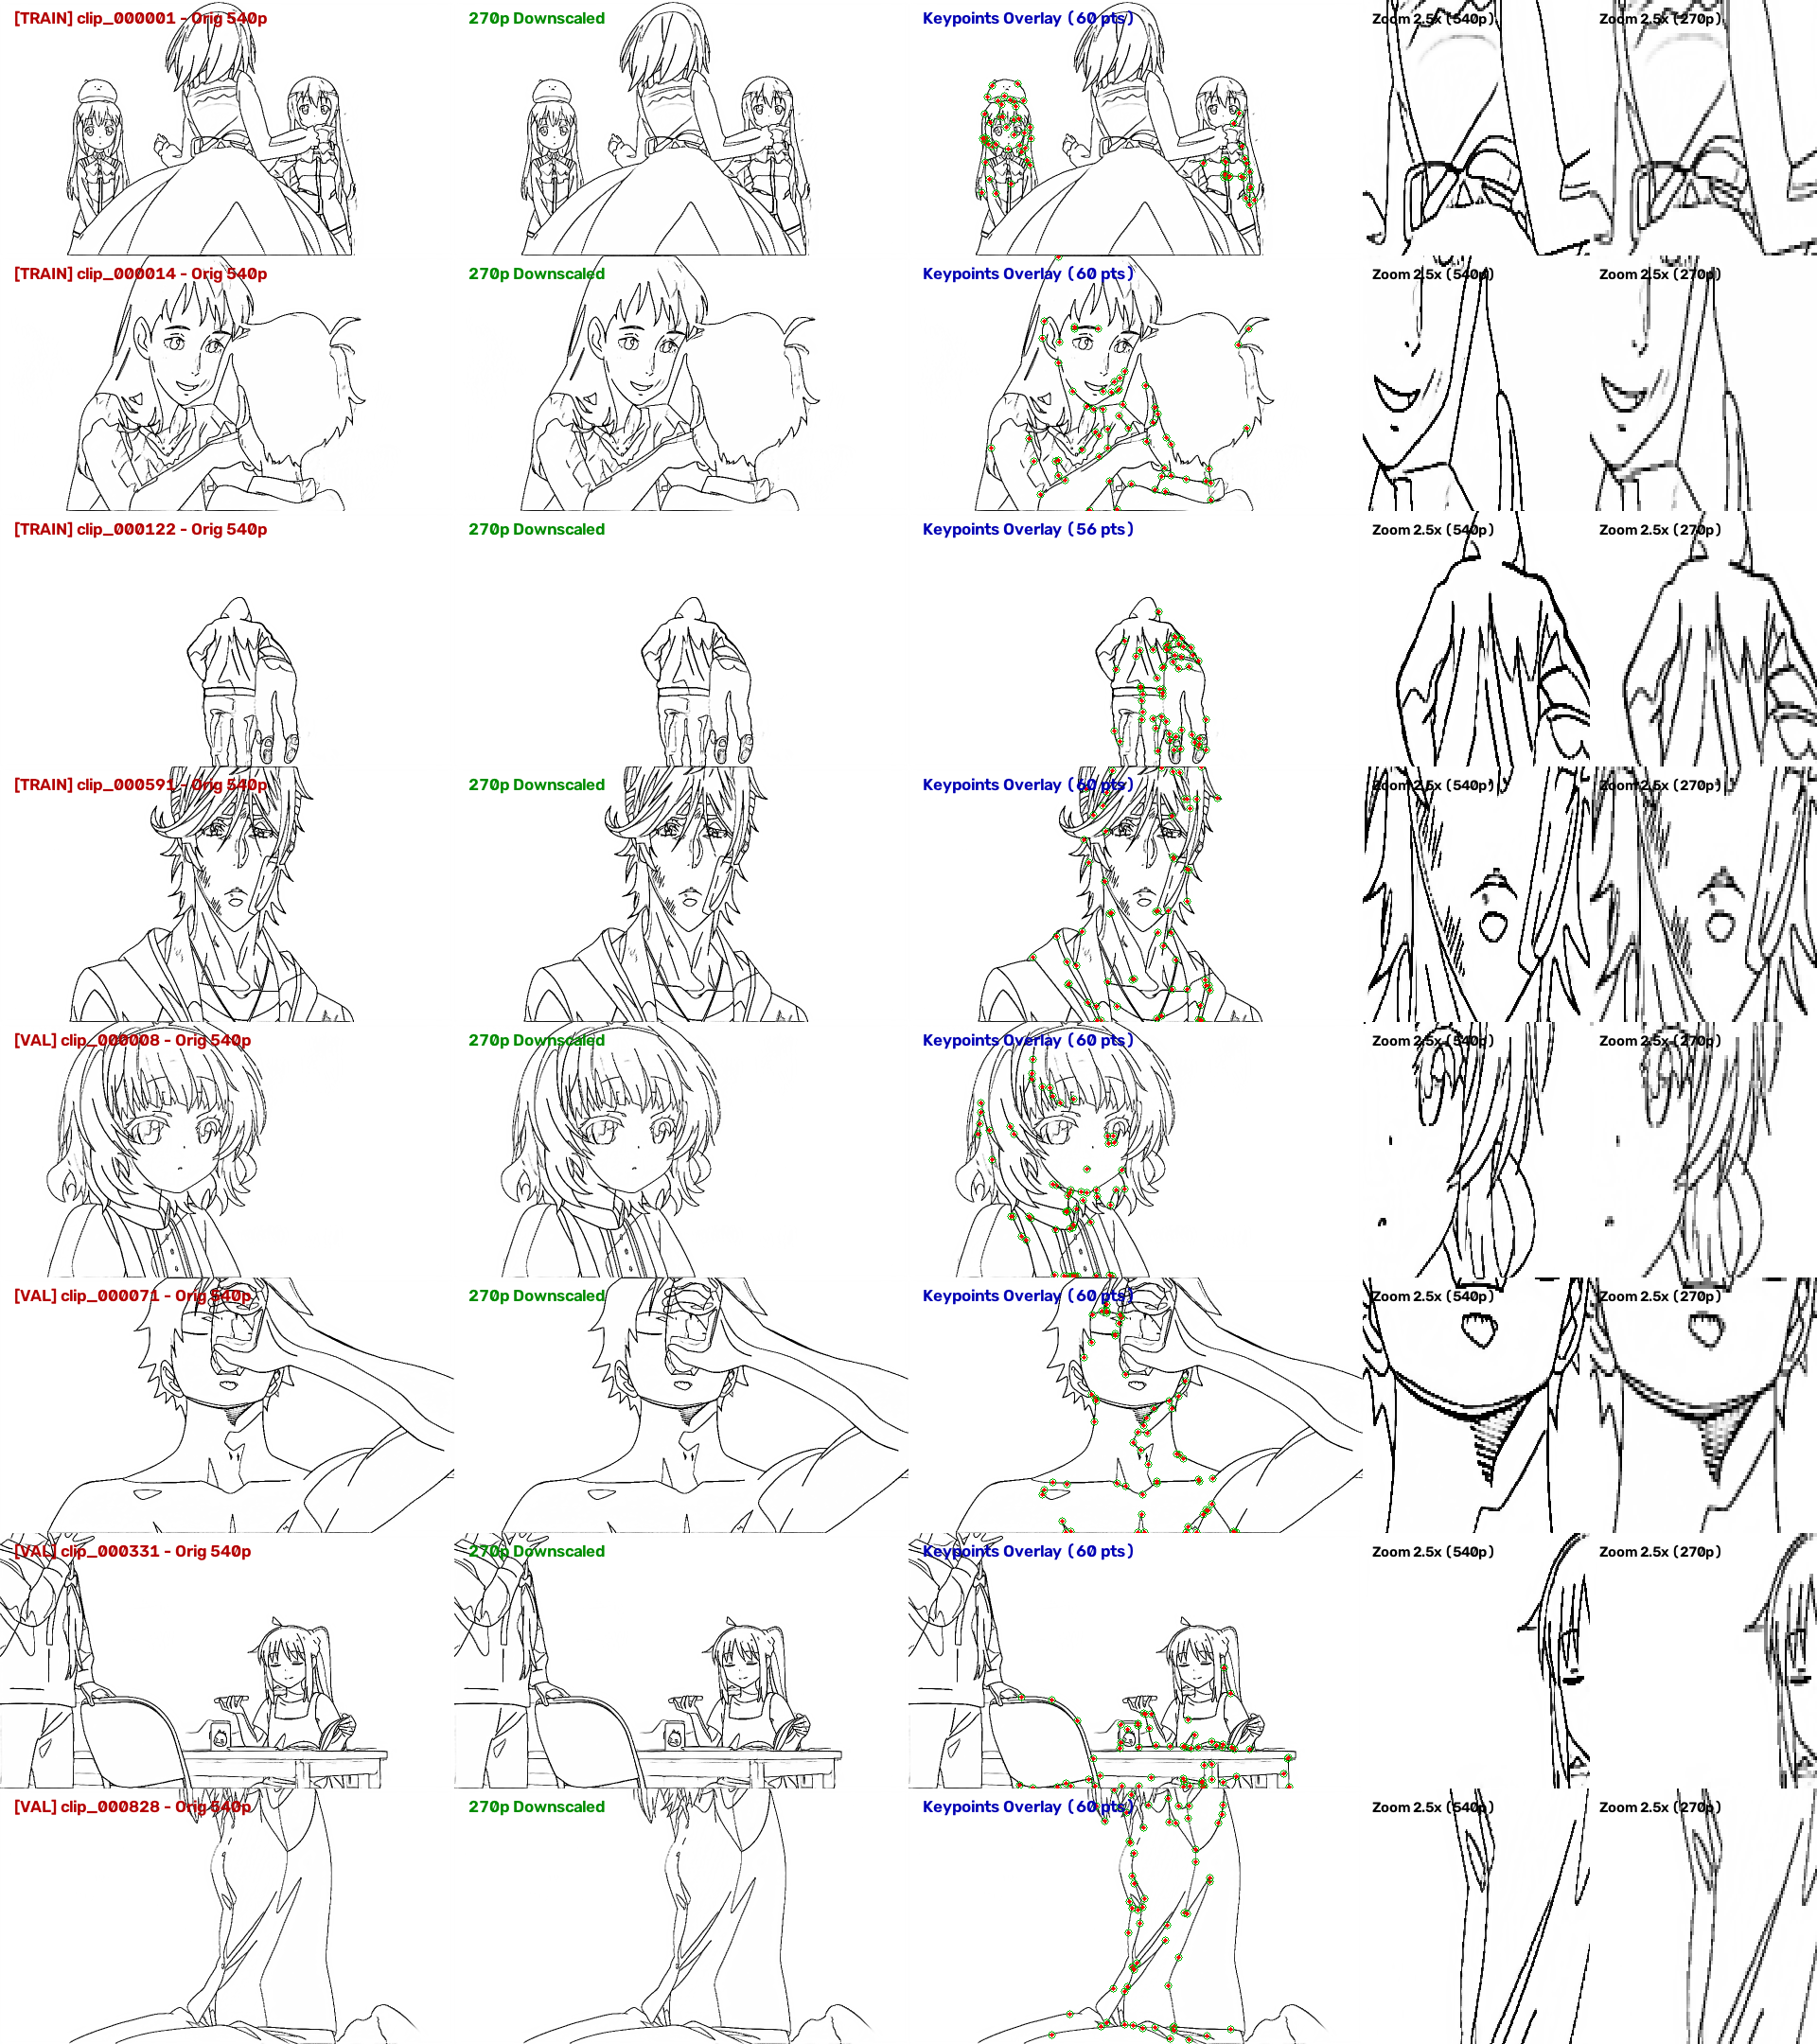 [TRAIN] clip_000001 - Orig 540p
270p Downscaled
Keypoints Overlay (60 pts)
Zoom 2.5x (540p)
Zoom 2.5x (270p)
[TRAIN] clip_000014 - Orig 540p
270p Downscaled
Keypoints Overlay (60 pts)
Zoom 2.5x (540p)
Zoom 2.5x (270p)
[TRAIN] clip_000122 - Orig 540p
270p Downscaled
Keypoints Overlay (56 pts)
Zoom 2.5x (540p)
Zoom 2.5x (270p)
[TRAIN] clip_000591 - Orig 540p
270p Downscaled
Keypoints Overlay (60 pts)
Zoom 2.5x (540p)
Zoom 2.5x (270p)
[VAL] clip_000008 - Orig 540p
270p Downscaled
Keypoints Overlay (60 pts)
Zoom 2.5x (540p)
Zoom 2.5x (270p)
[VAL] clip_000071 - Orig 540p
270p Downscaled
Keypoints Overlay (60 pts)
Zoom 2.5x (540p)
Zoom 2.5x (270p)
[VAL] clip_000331 - Orig 540p
270p Downscaled
Keypoints Overlay (60 pts)
Zoom 2.5x (540p)
Zoom 2.5x (270p)
[VAL] clip_000828 - Orig 540p
270p Downscaled
Keypoints Overlay (60 pts)
Zoom 2.5x (540p)
Zoom 2.5x (270p)